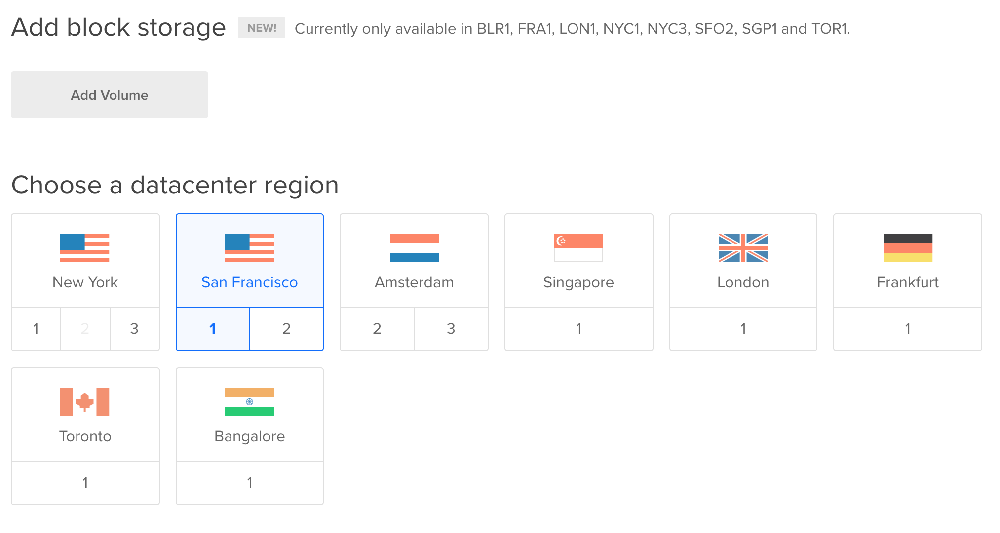 Add block storage NEW! Currently only available in BLR1, FRA1, LON1, NYC1, NYC3, SFO2, SGP1 and TOR1.
Add Volume
Choose a datacenter region
New York San Francisco Amsterdam Singapore London Frankfurt
1 2 3 1 2 2 3 1 1 1
Toronto Bangalore
1 1